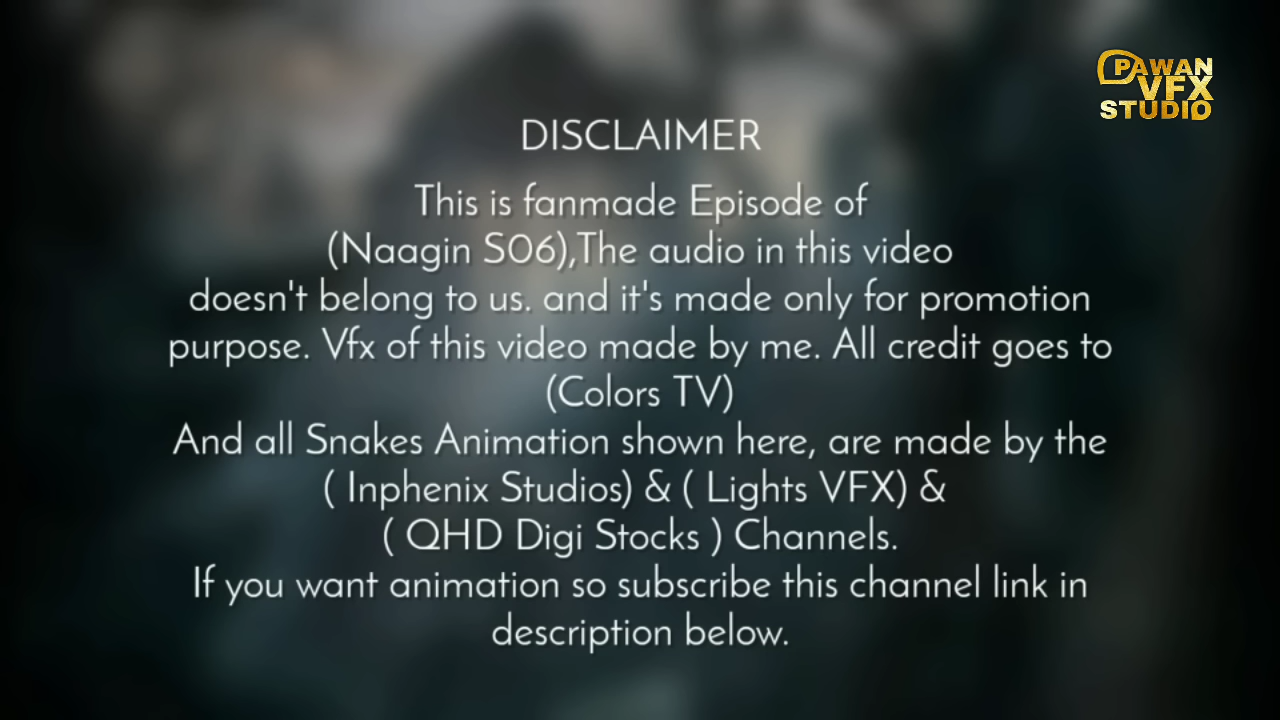 PAWAN
VFX
STUDIO
DISCLAIMER
This is fanmade Episode of
(Naagin S06),The audio in this video
doesn't belong to us. and it's made only for promotion
purpose. Vfx of this video made by me. All credit goes to
(Colors TV)
And all Snakes Animation shown here, are made by the
( Inphenix Studios) & ( Lights VFX) &
( QHD Digi Stocks ) Channels.
If you want animation so subscribe this channel link in
description below.